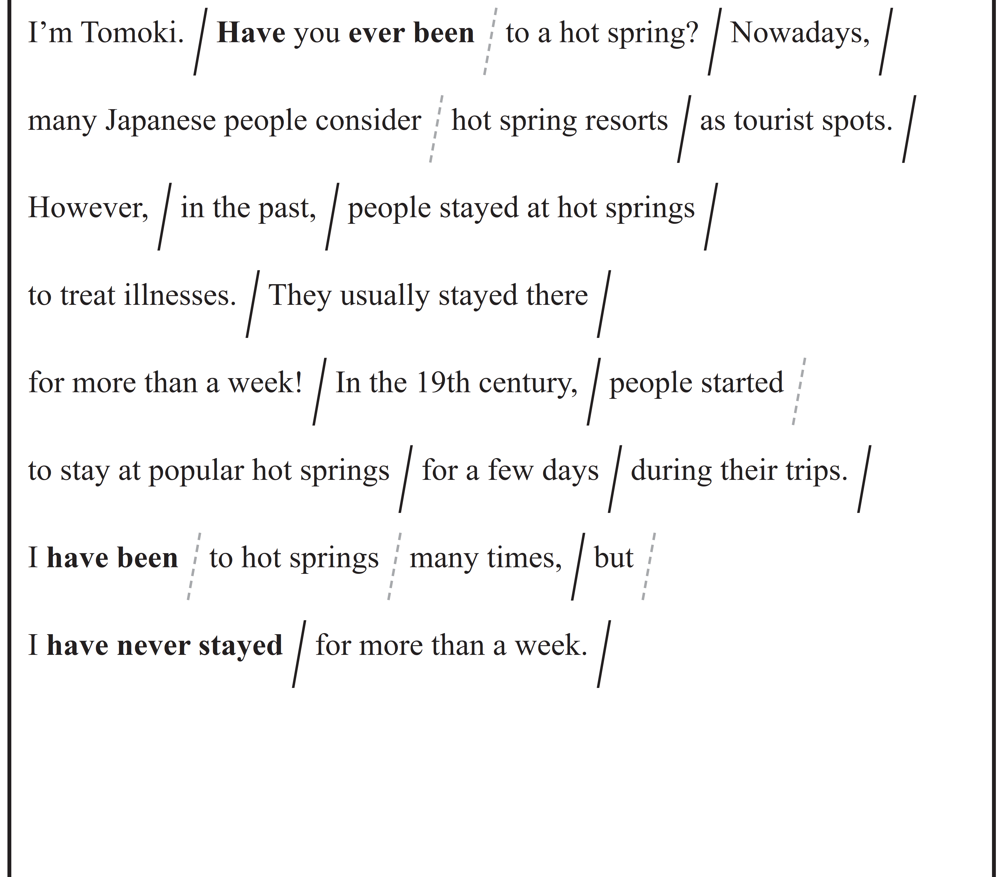 I’m Tomoki. / Have you ever been / to a hot spring? / Nowadays, /
many Japanese people consider / hot spring resorts / as tourist spots. /
However, / in the past, / people stayed at hot springs /
to treat illnesses. / They usually stayed there /
for more than a week! / In the 19th century, / people started /
to stay at popular hot springs / for a few days / during their trips. /
I have been / to hot springs / many times, / but /
I have never stayed / for more than a week. /